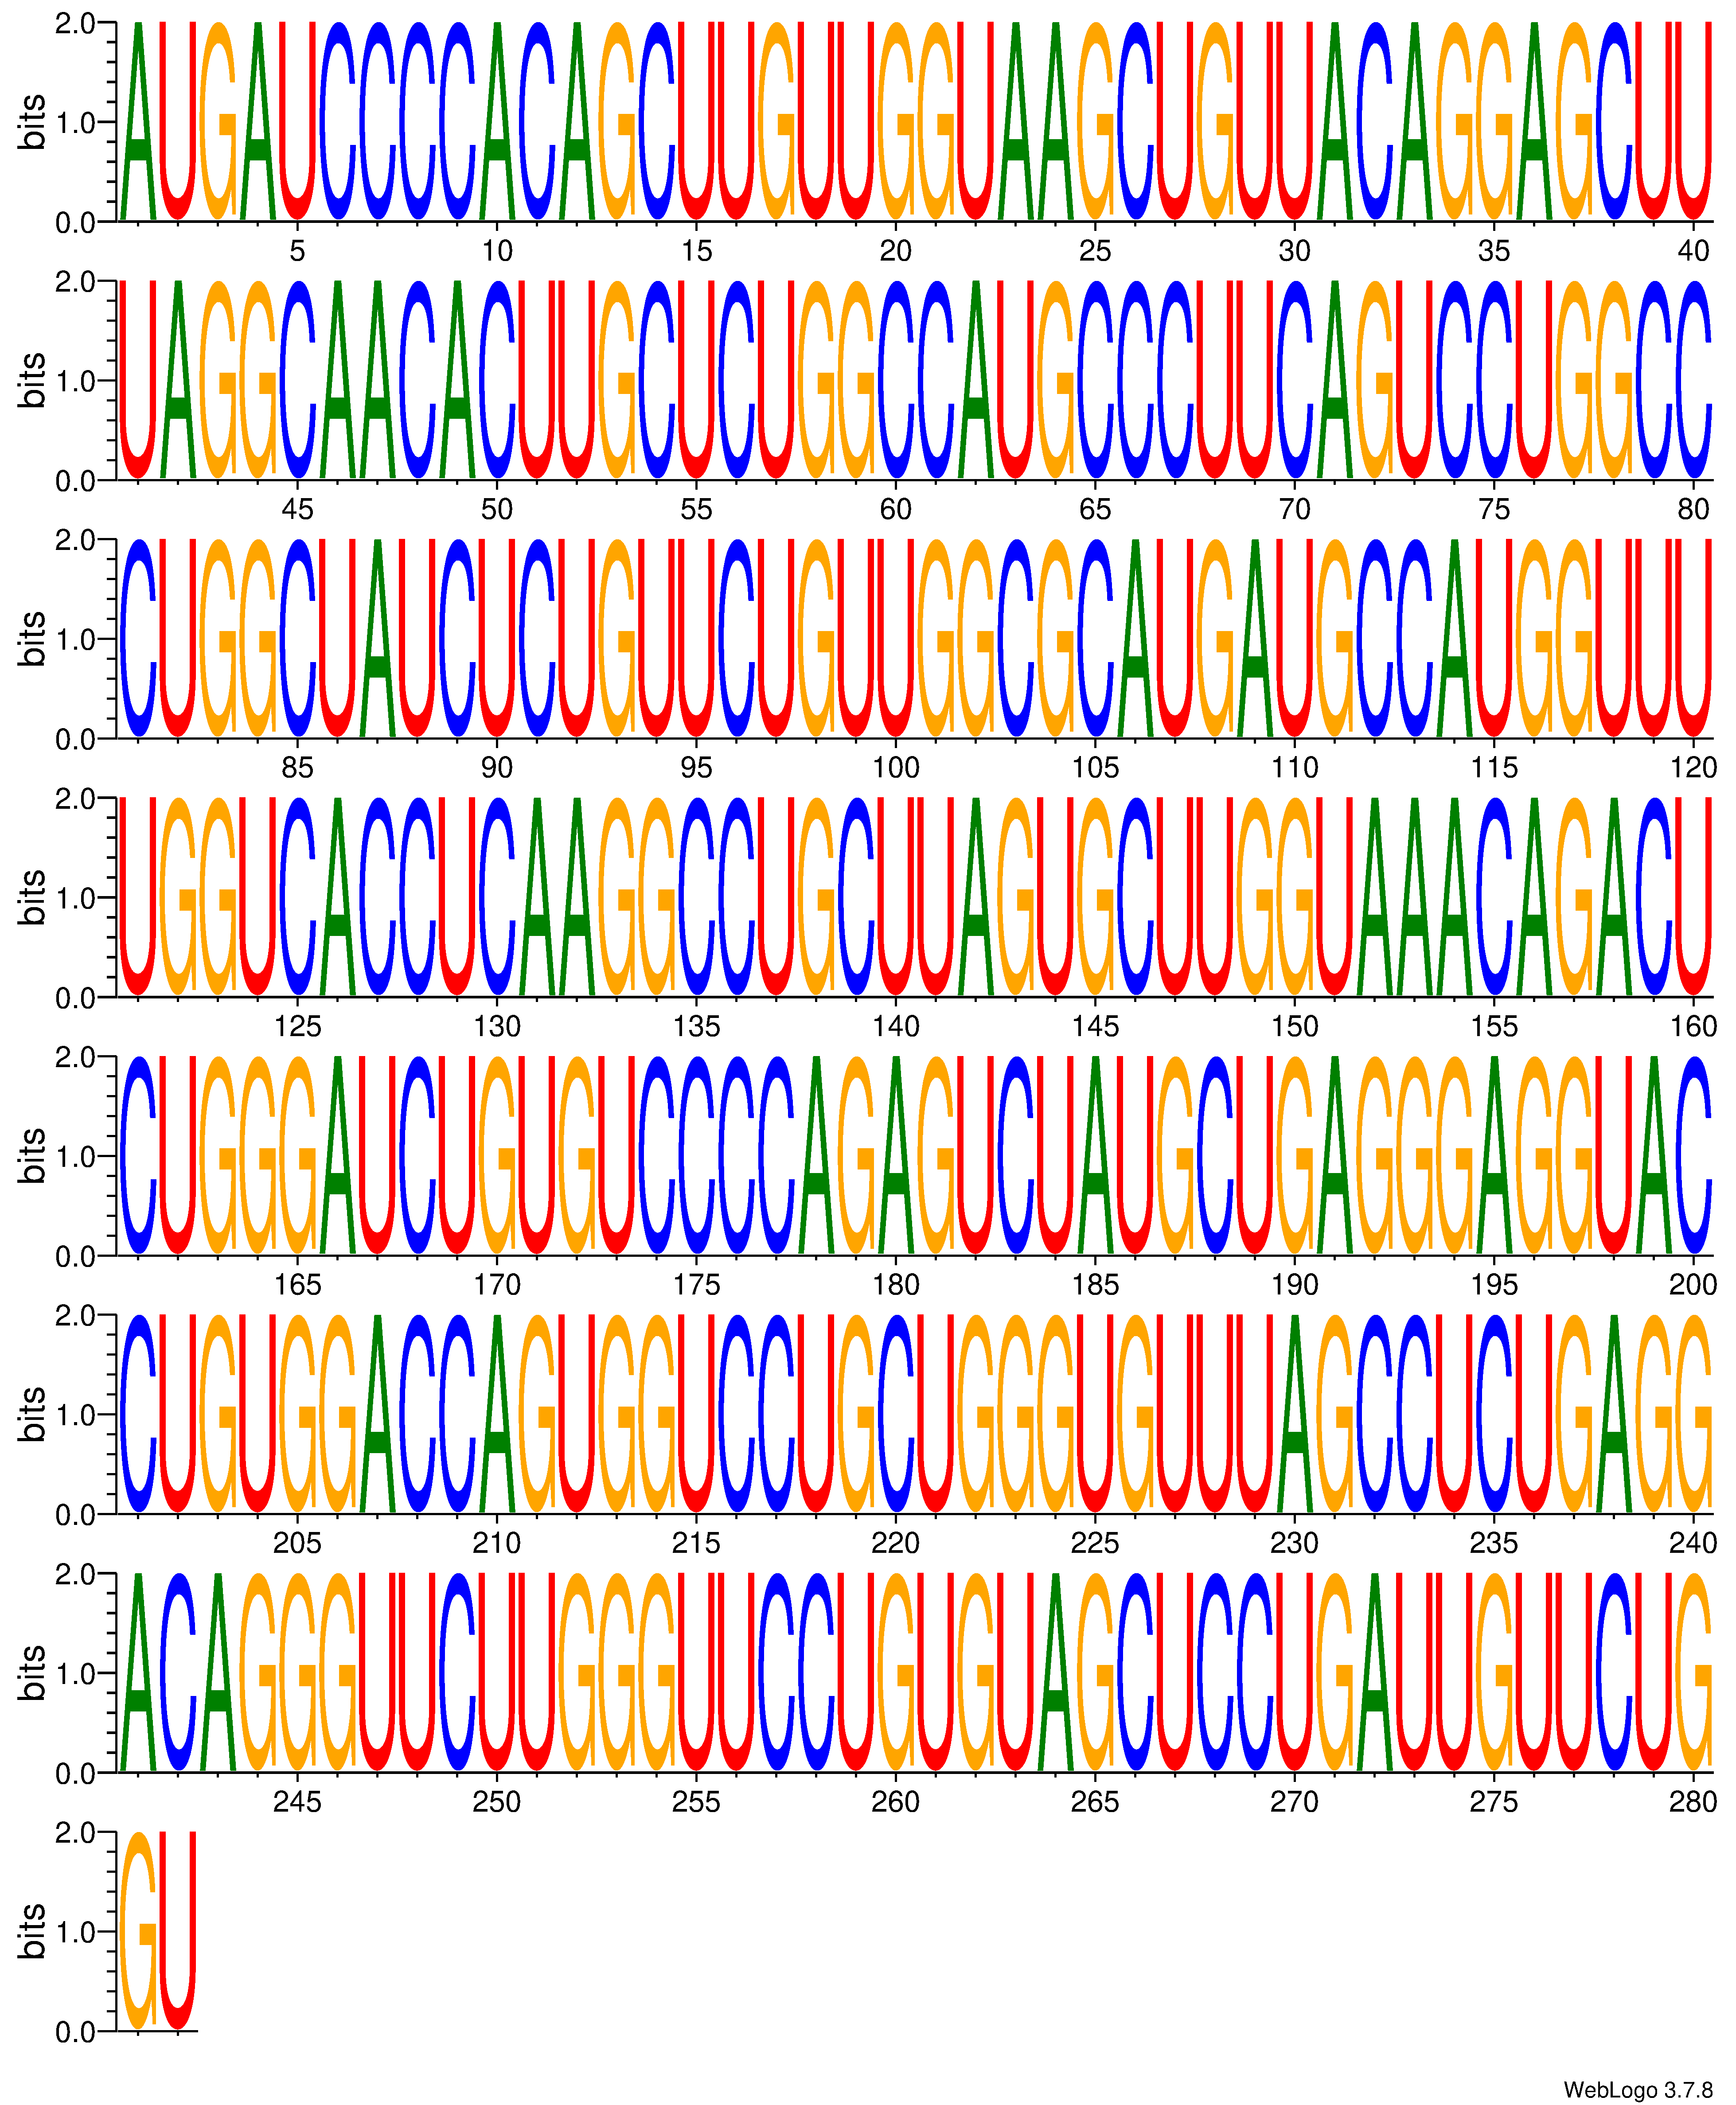 2.0
1.0
0.0
bits
AUGAUCCCCACAGCUUGUUGGUAAGCUGUUACAGGAGCUU
5 10 15 20 25 30 35 40
2.0
1.0
0.0
bits
UAGGCAACACUUGCUCUGGCCAUGCCCUUCAGUCCUGGCC
45 50 55 60 65 70 75 80
2.0
1.0
0.0
bits
CUGGCUAUCUCUGUUCUGUUGGCGCAUGAUGCCAUGGUUU
85 90 95 100 105 110 115 120
2.0
1.0
0.0
bits
UGGUCACCUCAAGGCCUGCUUAGUGCUUGGUAAACAGACU
125 130 135 140 145 150 155 160
2.0
1.0
0.0
bits
CUGGGAUCUGUGUCCCCAGAGUCUAUGCUGAGGGAGGUAC
165 170 175 180 185 190 195 200
2.0
1.0
0.0
bits
CUGUGGACCAGUGGUCCUGCUGGGUGUUUAGCCUCUGAGG
205 210 215 220 225 230 235 240
2.0
1.0
0.0
bits
ACAGGGUUCUUGGGUUCCUGUGUAGCUCCUGAUUGUUCUG
245 250 255 260 265 270 275 280
2.0
1.0
0.0
bits
GU
WebLogo 3.7.8